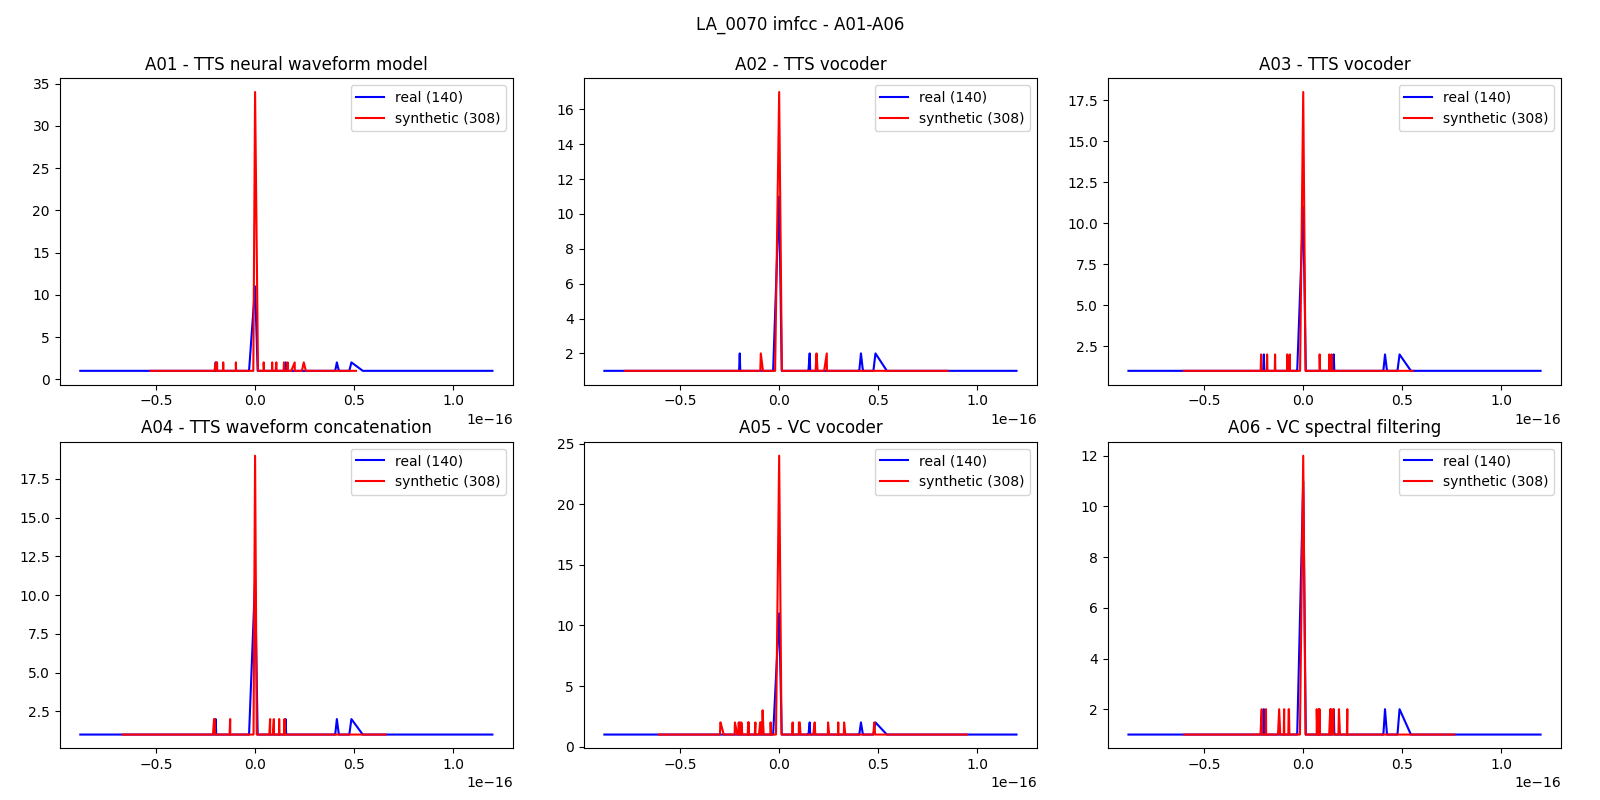 LA_0070 imfcc - A01-A06
A01 - TTS neural waveform model
A02 - TTS vocoder
A03 - TTS vocoder
35
30
25
20
15
10
5
0
real (140)
synthetic (308)
−0.5
0.0
0.5
1.0
1e−16
16
14
12
10
8
6
4
2
real (140)
synthetic (308)
−0.5
0.0
0.5
1.0
1e−16
17.5
15.0
12.5
10.0
7.5
5.0
2.5
real (140)
synthetic (308)
−0.5
0.0
0.5
1.0
1e−16
A04 - TTS waveform concatenation
A05 - VC vocoder
A06 - VC spectral filtering
17.5
15.0
12.5
10.0
7.5
5.0
2.5
real (140)
synthetic (308)
−0.5
0.0
0.5
1.0
1e−16
25
20
15
10
5
0
real (140)
synthetic (308)
−0.5
0.0
0.5
1.0
1e−16
12
10
8
6
4
2
real (140)
synthetic (308)
−0.5
0.0
0.5
1.0
1e−16